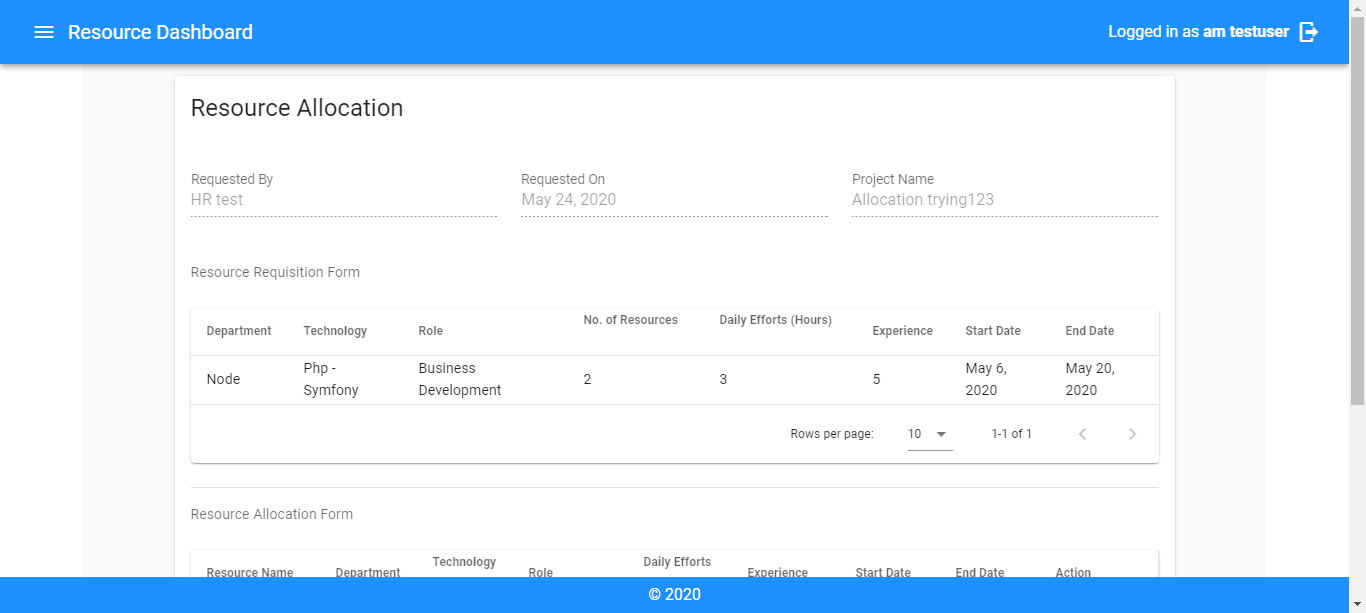 Resource Dashboard
Logged in as am testuser
Resource Allocation
Requested By Requested On Project Name
HR test May 24, 2020 Allocation trying123
Resource Requisition Form
Department Technology Role No. of Resources Daily Efforts (Hours) Experience Start Date End Date
Node Php - Business 2 3 5 May 6, May 20,
Symfony Development 2020 2020
Rows per page: 10 1-1 of 1
Resource Allocation Form
Technology Daily Efforts
Resource Name Department Role Experience Start Date End Date Action
© 2020